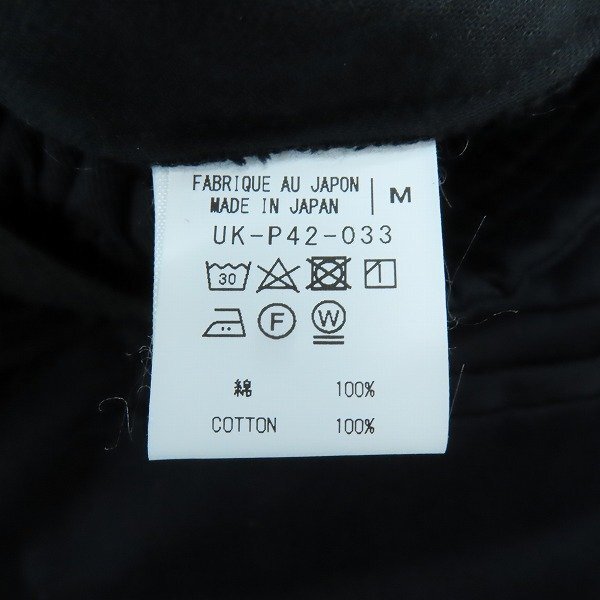 FABRIQUE AU JAPON
MADE IN JAPAN
M
UK-P42-033
30
F W
綿 100%
COTTON 100%